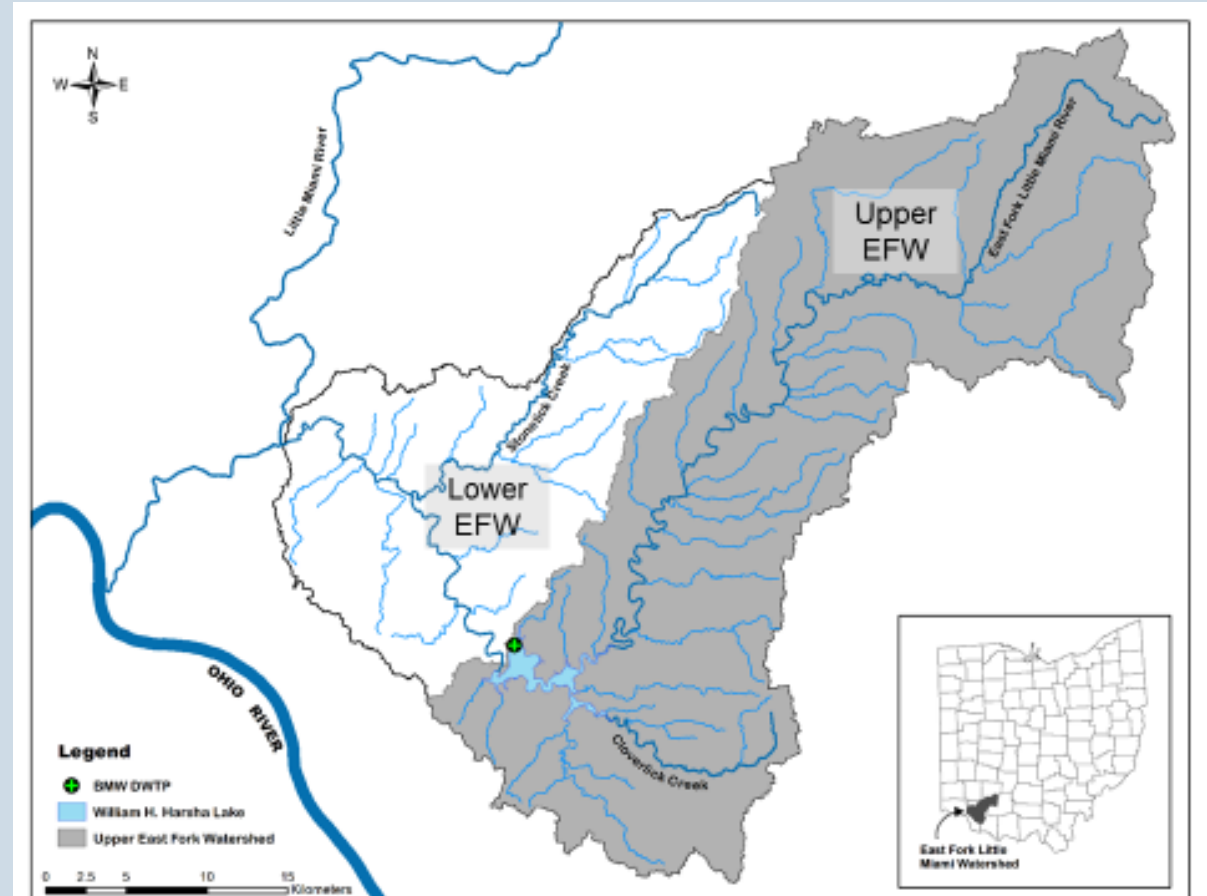 N
W E
S
Little Miami River
East Fork Little Miami River
Upper
EFW
Stonelick Creek
Lower
EFW
OHIO RIVER
Cloverlick Creek
Legend
BMW DWTP
William H. Harsha Lake
Upper East Fork Watershed
0 2.5 5 10 15
Kilometers
East Fork Little
Miami Watershed